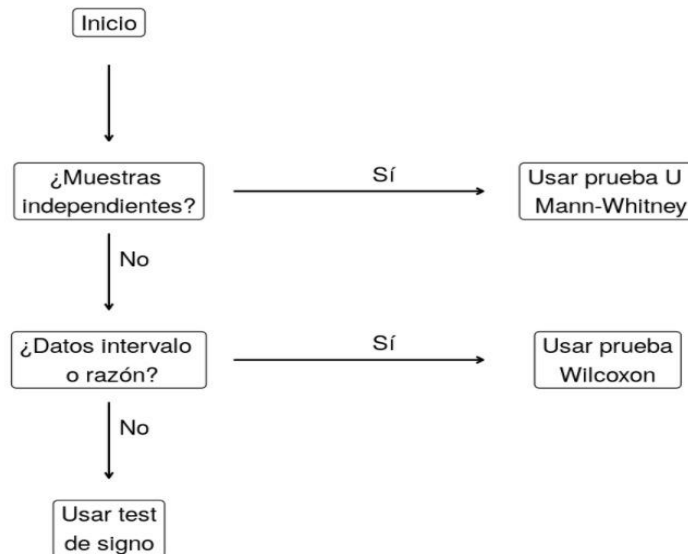 Inicio
¿Muestras
independientes?
Sí
Usar prueba U
Mann-Whitney
No
¿Datos intervalo
o razón?
Sí
Usar prueba
Wilcoxon
No
Usar test
de signo